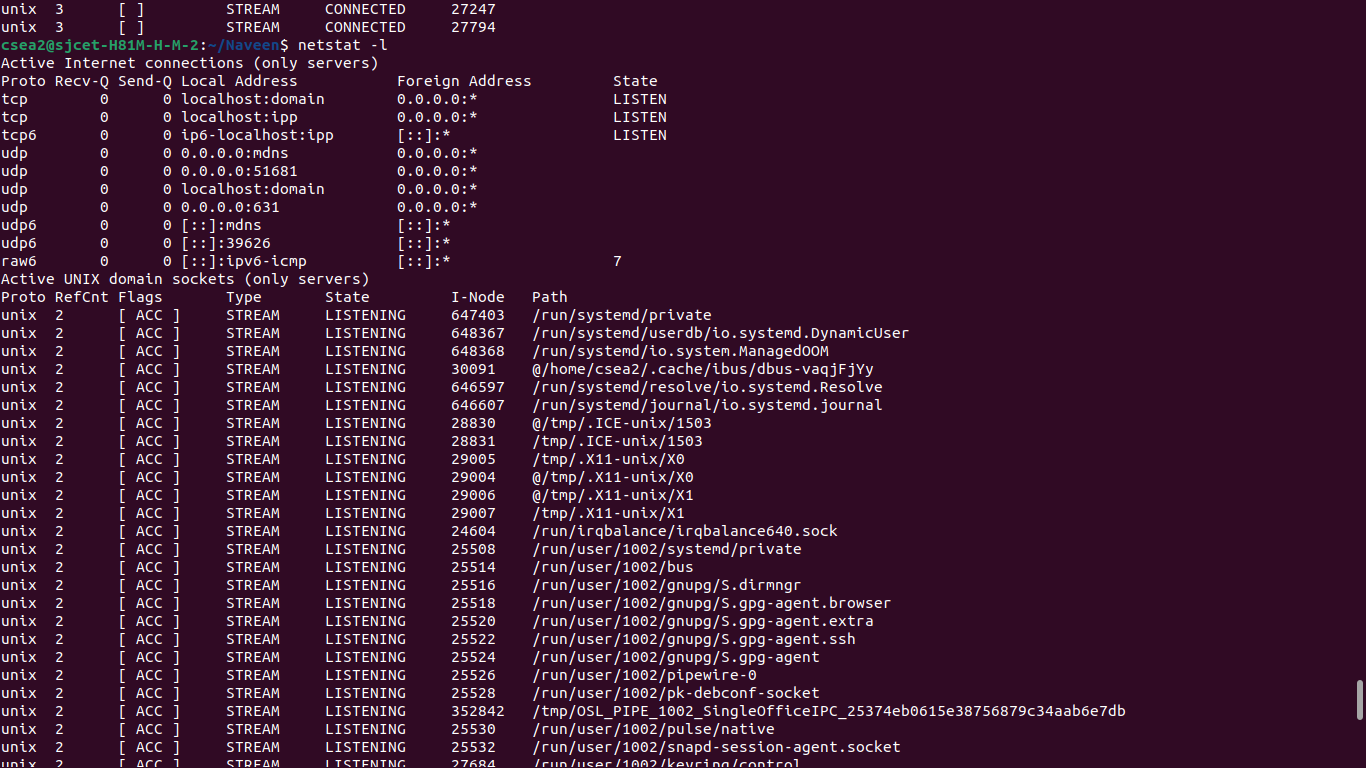 unix  3      [ ]         STREAM     CONNECTED     27247
unix  3      [ ]         STREAM     CONNECTED     27794
csea2@sjcet-H81M-H-M-2:~/Naveen$ netstat -l
Active Internet connections (only servers)
Proto Recv-Q Send-Q Local Address           Foreign Address         State
tcp        0      0 localhost:domain        0.0.0.0:*               LISTEN
tcp        0      0 localhost:ipp           0.0.0.0:*               LISTEN
tcp6       0      0 ip6-localhost:ipp       [::]:*                  LISTEN
udp        0      0 0.0.0.0:mdns            0.0.0.0:*
udp        0      0 0.0.0.0:51681           0.0.0.0:*
udp        0      0 localhost:domain        0.0.0.0:*
udp        0      0 0.0.0.0:631             0.0.0.0:*
udp6       0      0 [::]:mdns               [::]:*
udp6       0      0 [::]:39626              [::]:*
raw6       0      0 [::]:ipv6-icmp          [::]:*                  7
Active UNIX domain sockets (only servers)
Proto RefCnt Flags       Type       State         I-Node   Path
unix  2      [ ACC ]     STREAM     LISTENING     647403   /run/systemd/private
unix  2      [ ACC ]     STREAM     LISTENING     648367   /run/systemd/userdb/io.systemd.DynamicUser
unix  2      [ ACC ]     STREAM     LISTENING     648368   /run/systemd/io.system.ManagedOOM
unix  2      [ ACC ]     STREAM     LISTENING     30091    @/home/csea2/.cache/ibus/dbus-vaqjFjYy
unix  2      [ ACC ]     STREAM     LISTENING     646597   /run/systemd/resolve/io.systemd.Resolve
unix  2      [ ACC ]     STREAM     LISTENING     646607   /run/systemd/journal/io.systemd.journal
unix  2      [ ACC ]     STREAM     LISTENING     28830    @/tmp/.ICE-unix/1503
unix  2      [ ACC ]     STREAM     LISTENING     28831    /tmp/.ICE-unix/1503
unix  2      [ ACC ]     STREAM     LISTENING     29005    /tmp/.X11-unix/X0
unix  2      [ ACC ]     STREAM     LISTENING     29004    @/tmp/.X11-unix/X0
unix  2      [ ACC ]     STREAM     LISTENING     29006    @/tmp/.X11-unix/X1
unix  2      [ ACC ]     STREAM     LISTENING     29007    /tmp/.X11-unix/X1
unix  2      [ ACC ]     STREAM     LISTENING     24604    /run/irqbalance/irqbalance640.sock
unix  2      [ ACC ]     STREAM     LISTENING     25508    /run/user/1002/systemd/private
unix  2      [ ACC ]     STREAM     LISTENING     25514    /run/user/1002/bus
unix  2      [ ACC ]     STREAM     LISTENING     25516    /run/user/1002/gnupg/S.dirmngr
unix  2      [ ACC ]     STREAM     LISTENING     25518    /run/user/1002/gnupg/S.gpg-agent.browser
unix  2      [ ACC ]     STREAM     LISTENING     25520    /run/user/1002/gnupg/S.gpg-agent.extra
unix  2      [ ACC ]     STREAM     LISTENING     25522    /run/user/1002/gnupg/S.gpg-agent.ssh
unix  2      [ ACC ]     STREAM     LISTENING     25524    /run/user/1002/gnupg/S.gpg-agent
unix  2      [ ACC ]     STREAM     LISTENING     25526    /run/user/1002/pipewire-0
unix  2      [ ACC ]     STREAM     LISTENING     25528    /run/user/1002/pk-debconf-socket
unix  2      [ ACC ]     STREAM     LISTENING     352842   /tmp/OSL_PIPE_1002_SingleOfficeIPC_25374eb0615e38756879c34aab6e7db
unix  2      [ ACC ]     STREAM     LISTENING     25530    /run/user/1002/pulse/native
unix  2      [ ACC ]     STREAM     LISTENING     25532    /run/user/1002/snapd-session-agent.socket
unix  2      [ ACC ]     STREAM     LISTENING     27684    /run/user/1002/keyring/control